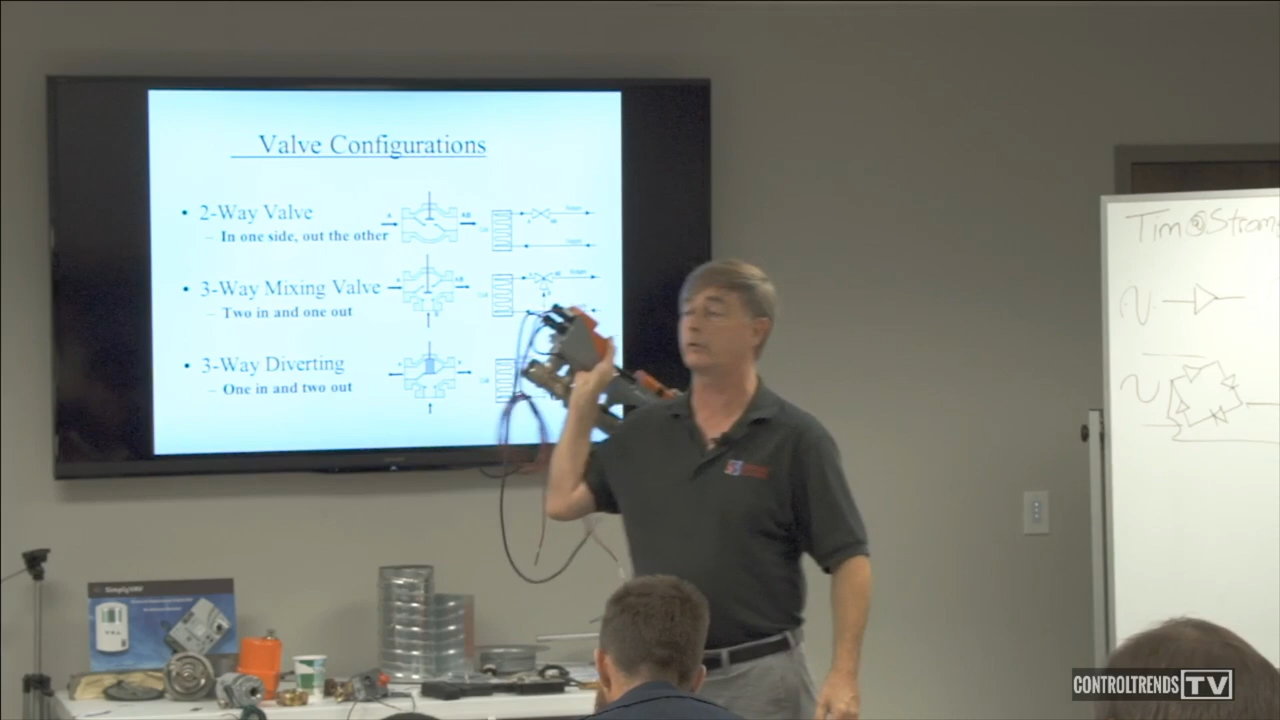 Valve Configurations
• 2-Way Valve
– In one side, out the other
• 3-Way Mixing Valve
– Two in and one out
• 3-Way Diverting
– One in and two out
A
AB
Tim@Strom
CONTROLTRENDS TV